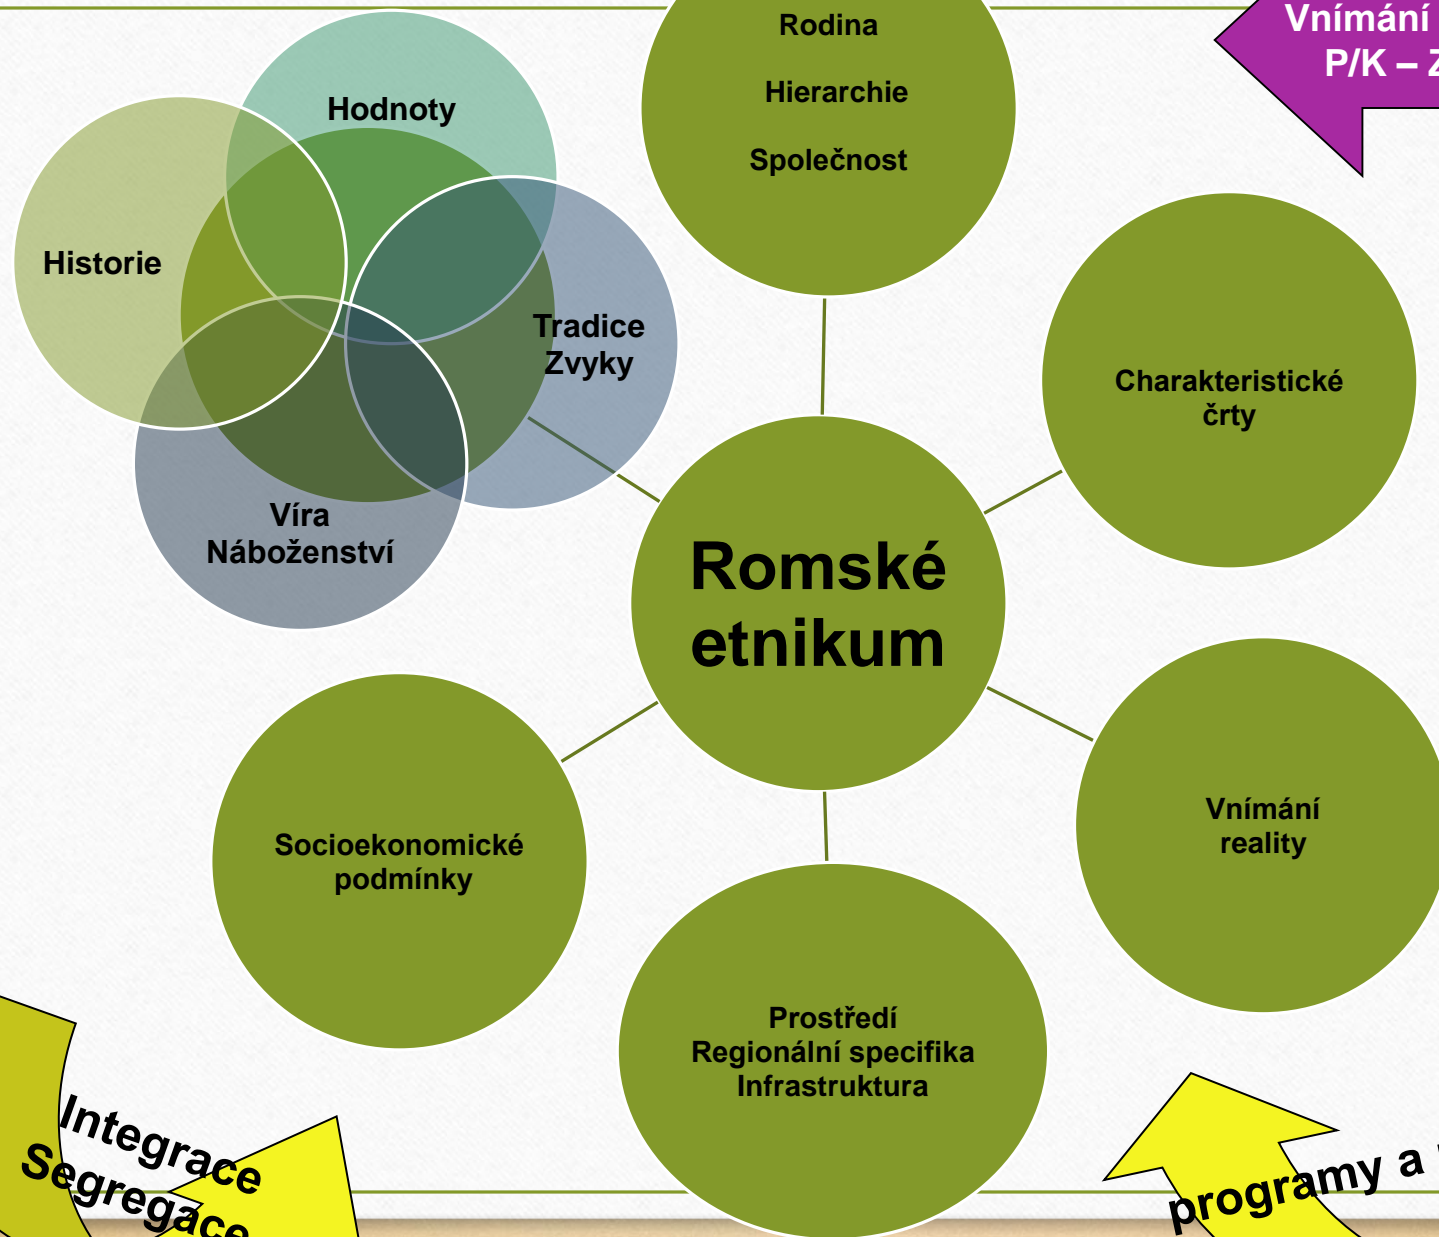 Rodina
Hierarchie
Společnost
Vnímání
P/K –
Hodnoty
Historie
Tradice
Zvyky
Víra
Náboženství
Charakteristické
črty
Romské
etnikum
Vnímání
reality
Socioekonomické
podmínky
Prostředí
Regionální specifika
Infrastruktura
Integrace
Segregace
programy a